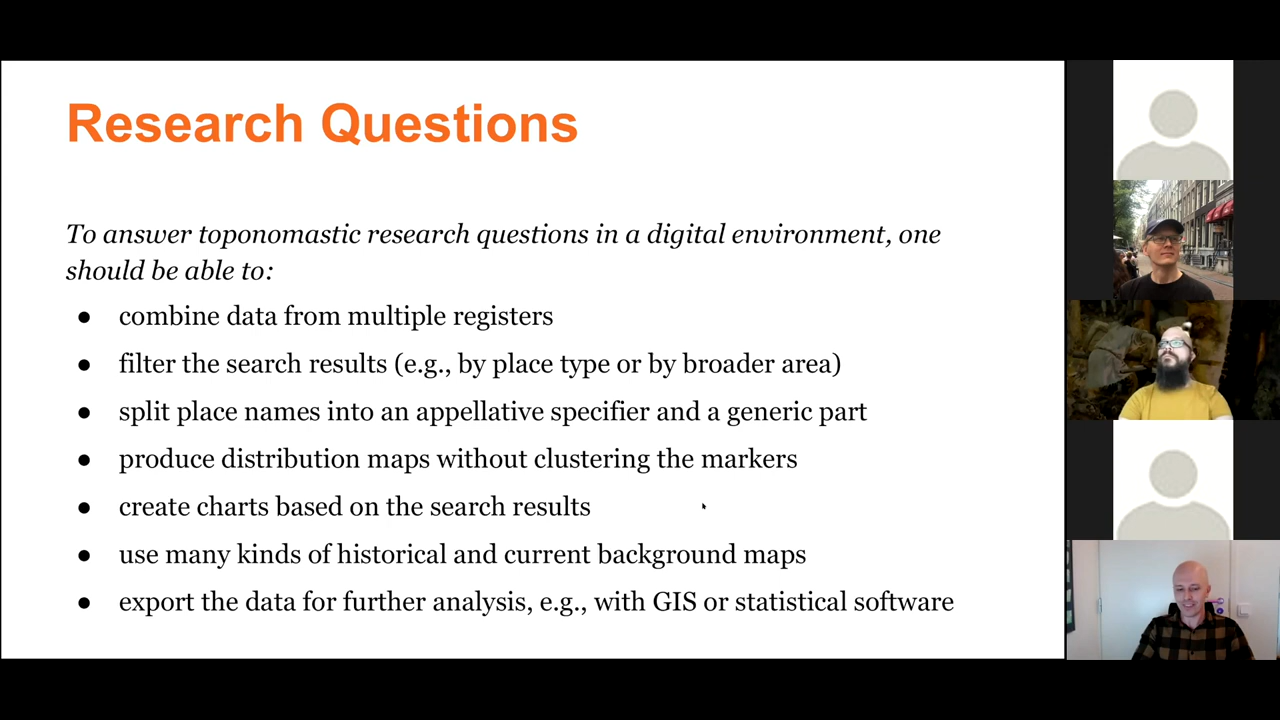 Research Questions
To answer toponomastic research questions in a digital environment, one
should be able to:
● combine data from multiple registers
● filter the search results (e.g., by place type or by broader area)
● split place names into an appellative specifier and a generic part
● produce distribution maps without clustering the markers
● create charts based on the search results
● use many kinds of historical and current background maps
● export the data for further analysis, e.g., with GIS or statistical software